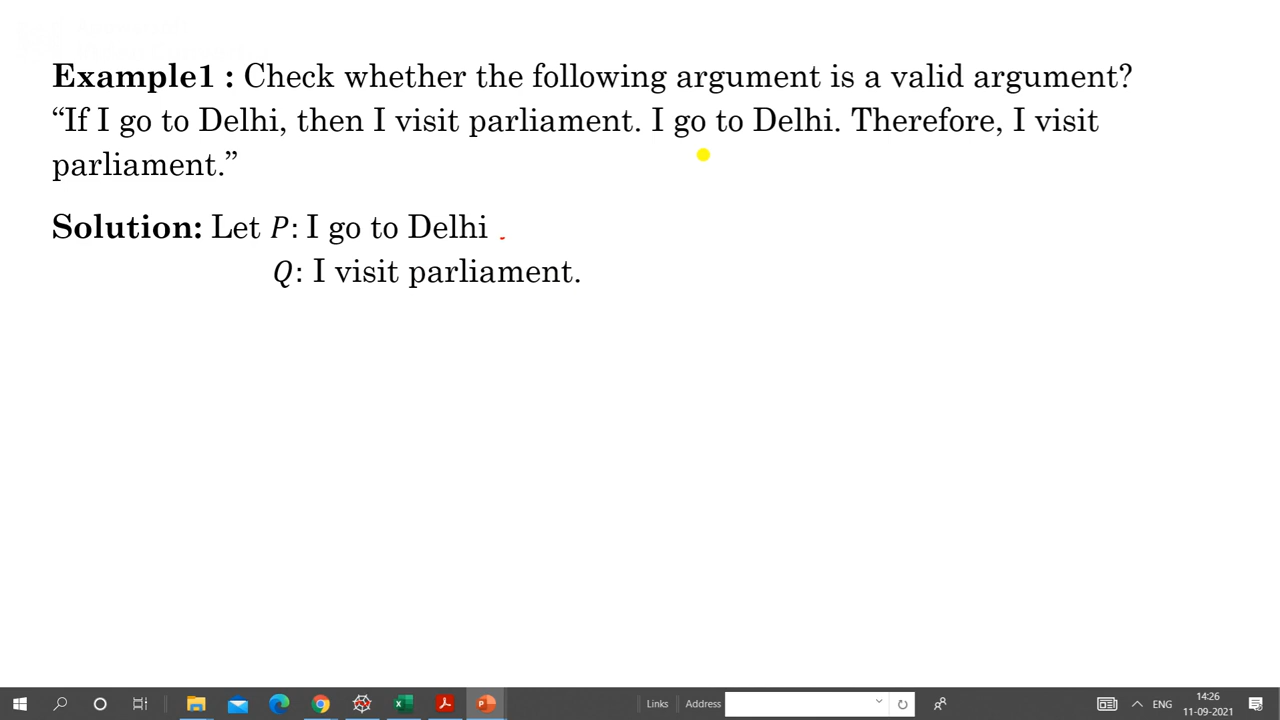 Example1 : Check whether the following argument is a valid argument?
“If I go to Delhi, then I visit parliament. I go to Delhi. Therefore, I visit
parliament.”
Solution: Let P: I go to Delhi .
Q: I visit parliament.
Links Address ENG 14:26
11-09-2021